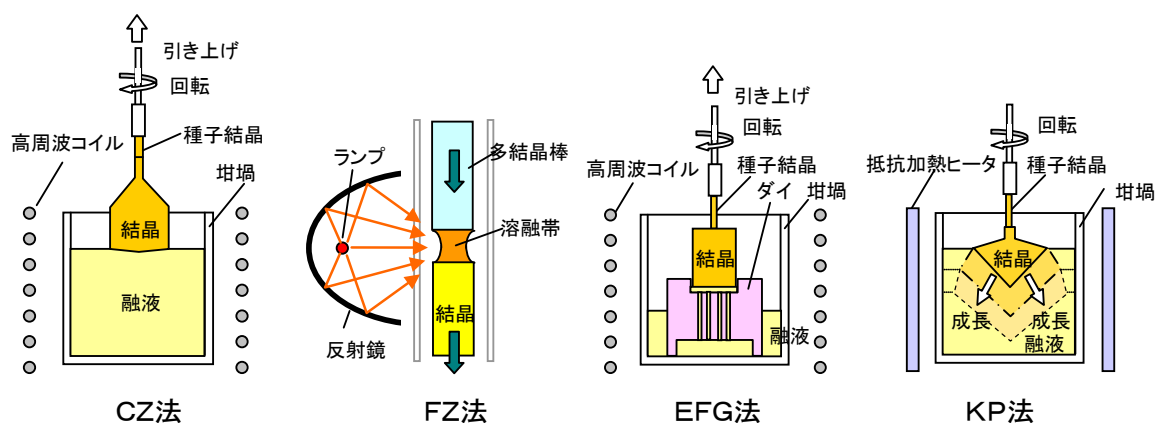 引き上げ
回転
高周波コイル
種子結晶
坩堝
結晶
融液
CZ法
ランプ
多結晶棒
溶融帯
結晶
反射鏡
FZ法
引き上げ
回転
高周波コイル
種子結晶
ダイ
坩堝
結晶
融液
EFG法
回転
抵抗加熱ヒータ
種子結晶
坩堝
結晶
成長
成長
融液
KP法